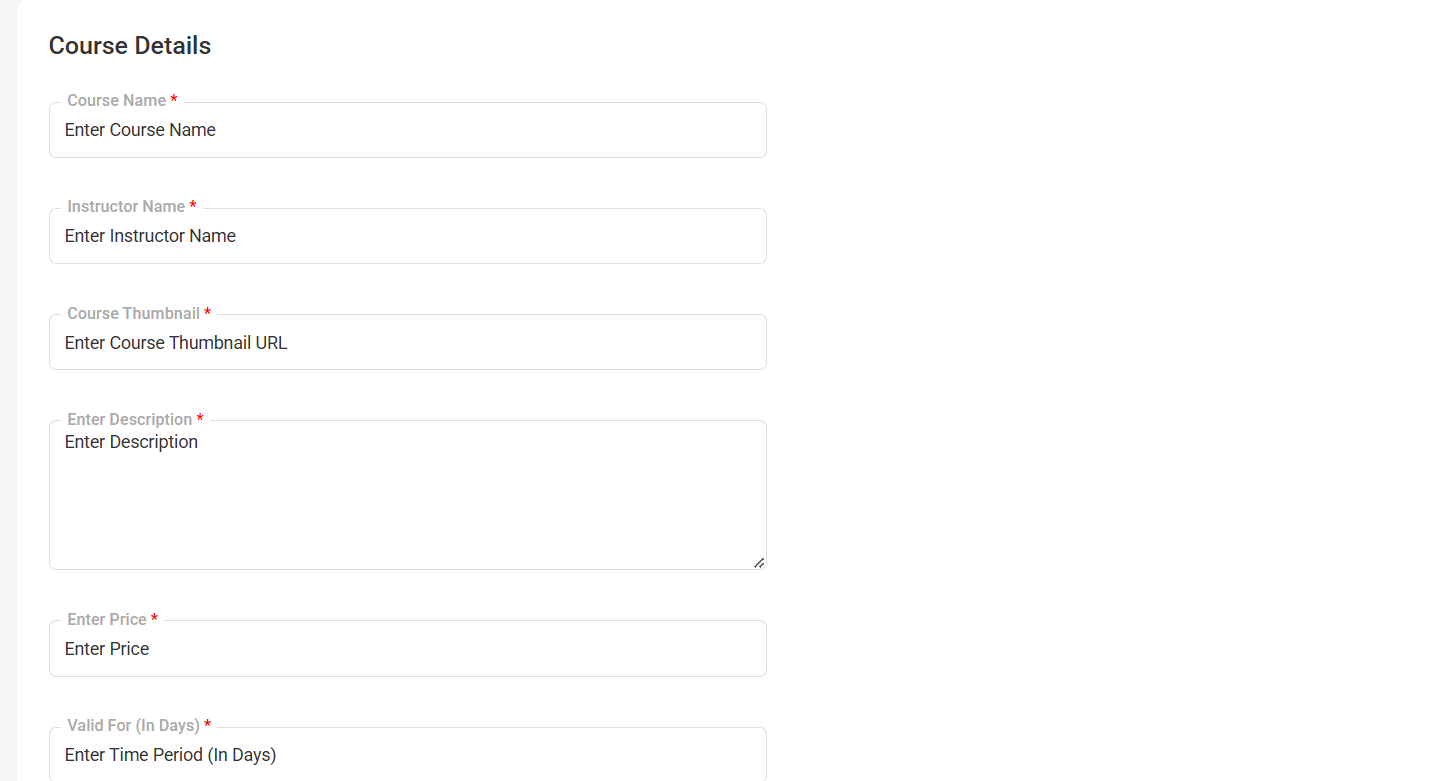 Course Details
Course Name *
Enter Course Name
Instructor Name *
Enter Instructor Name
Course Thumbnail *
Enter Course Thumbnail URL
Enter Description *
Enter Description
Enter Price *
Enter Price
Valid For (In Days) *
Enter Time Period (In Days)